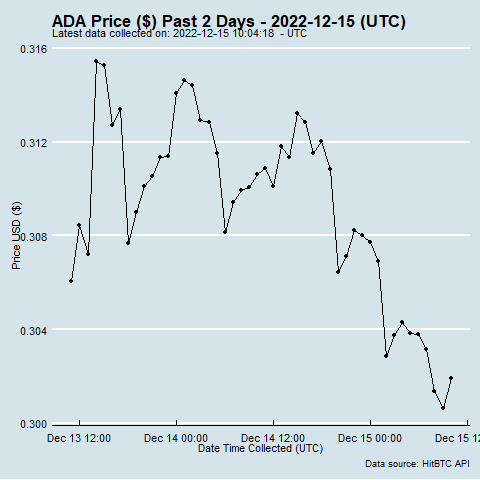 ADA Price ($) Past 2 Days - 2022-12-15 (UTC)
Latest data collected on: 2022-12-15 10:04:18 - UTC
0.316
0.312
0.308
0.304
0.300
Price USD ($)
Dec 13 12:00 Dec 14 00:00 Dec 14 12:00 Dec 15 00:00 Dec 15 12
Date Time Collected (UTC)
Data source: HitBTC API